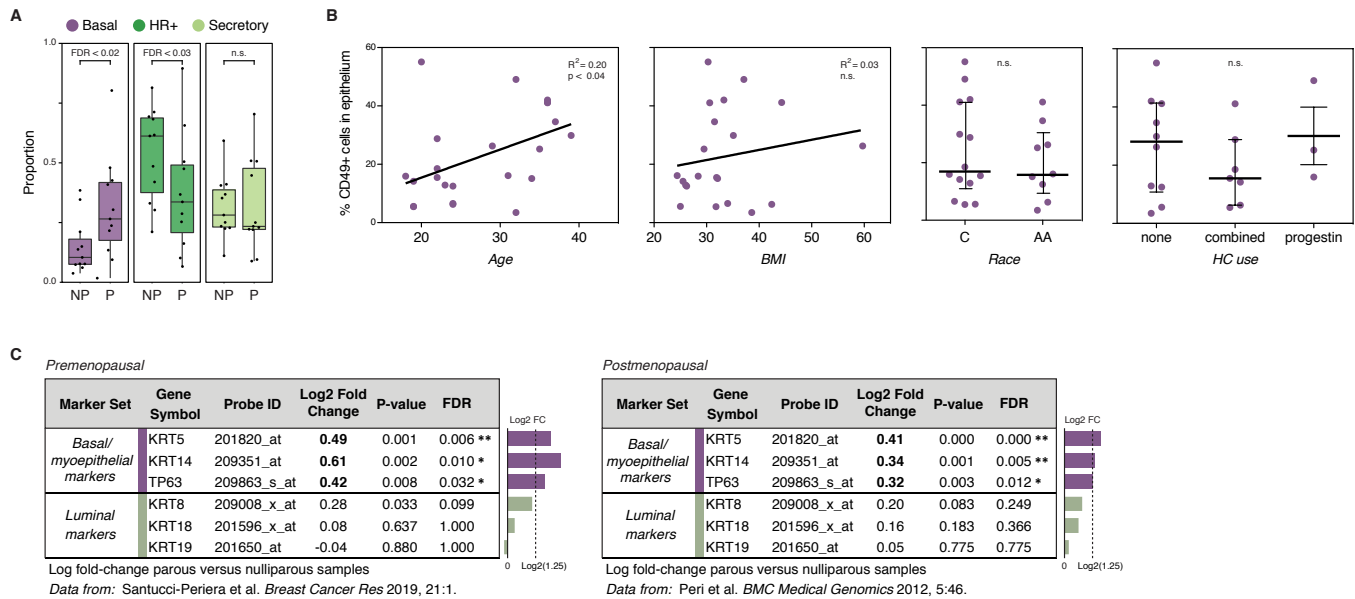 A
Basal HR+ Secretory
FDR < 0.02 FDR < 0.03 n.s.
Proportion
1.0
0.5
0.0
NP P NP P NP P
B
% CD49+ cells in epithelium
60
40
20
0
R2 = 0.20
p < 0.04
20 30 40
Age
R2 = 0.03
n.s.
20 30 40 50 60
BMI
n.s.
C AA
Race
n.s.
none combined progestin
HC use
C
Premenopausal
Marker Set Gene Symbol Probe ID Log2 Fold Change P-value FDR
Basal/ myoepithelial markers
KRT5 201820_at 0.49 0.001 0.006 **
KRT14 209351_at 0.61 0.002 0.010 *
TP63 209863_s_at 0.42 0.008 0.032 *
Luminal markers
KRT8 209008_x_at 0.28 0.033 0.099
KRT18 201596_x_at 0.08 0.637 1.000
KRT19 201650_at -0.04 0.880 1.000
Log2 FC
0 Log2(1.25)
Log fold-change parous versus nulliparous samples
Data from: Santucci-Periera et al. Breast Cancer Res 2019, 21:1.
Postmenopausal
Marker Set Gene Symbol Probe ID Log2 Fold Change P-value FDR
Basal/ myoepithelial markers
KRT5 201820_at 0.41 0.000 0.000 **
KRT14 209351_at 0.34 0.001 0.005 **
TP63 209863_s_at 0.32 0.003 0.012 *
Luminal markers
KRT8 209008_x_at 0.20 0.083 0.249
KRT18 201596_x_at 0.16 0.183 0.366
KRT19 201650_at 0.05 0.775 0.775
Log2 FC
0 Log2(1.25)
Log fold-change parous versus nulliparous samples
Data from: Peri et al. BMC Medical Genomics 2012, 5:46.